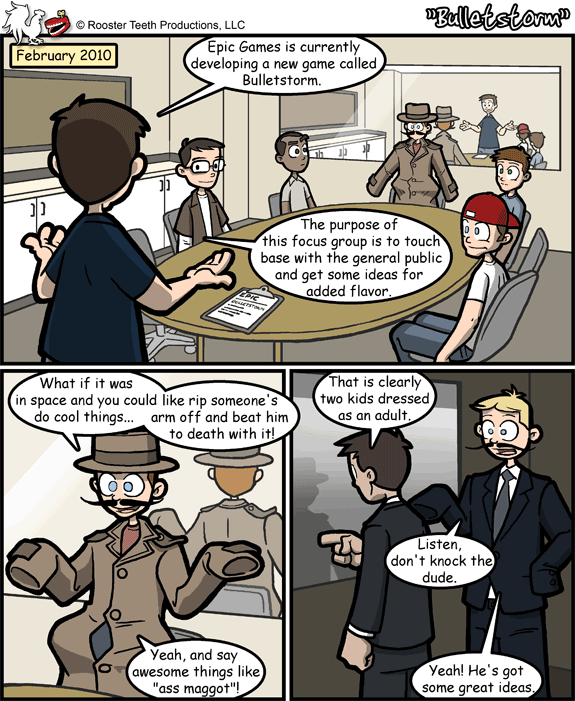 © Rooster Teeth Productions, LLC
"Bulletstorm"
February 2010
Epic Games is currently
developing a new game called
Bulletstorm.
The purpose of
this focus group is to touch
base with the general public
and get some ideas for
added flavor.
EPIC
BULLETSTORM
What if it was
in space and you could
do cool things...
like rip someone's
arm off and beat him
to death with it!
Yeah, and say
awesome things like
"ass maggot"!
That is clearly
two kids dressed
as an adult.
Listen,
don't knock the
dude.
Yeah! He's got
some great ideas.